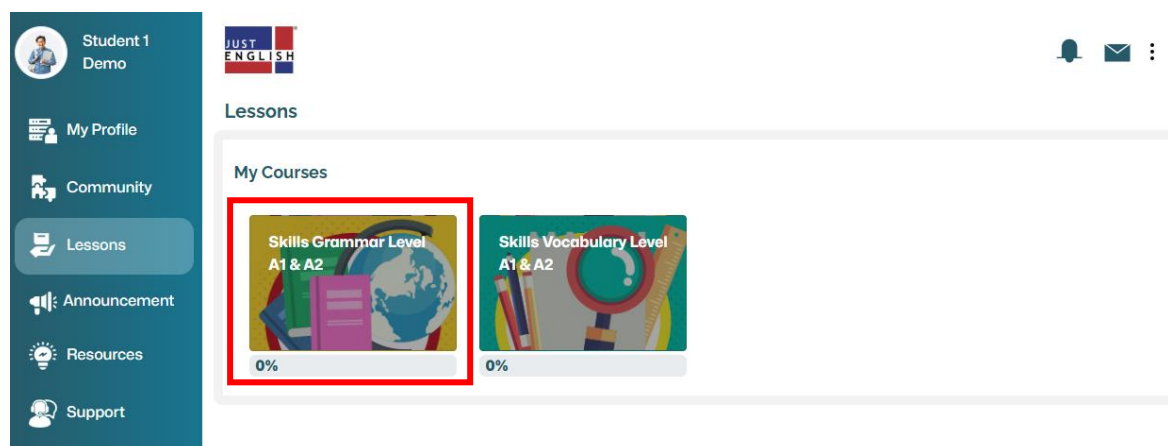 Student 1
Demo
My Profile
Community
Lessons
Announcement
Resources
Support
JUST
ENGLISH
Lessons
My Courses
Skills Grammar Level
A1 & A2
0%
Skills Vocabulary Level
A1 & A2
0%